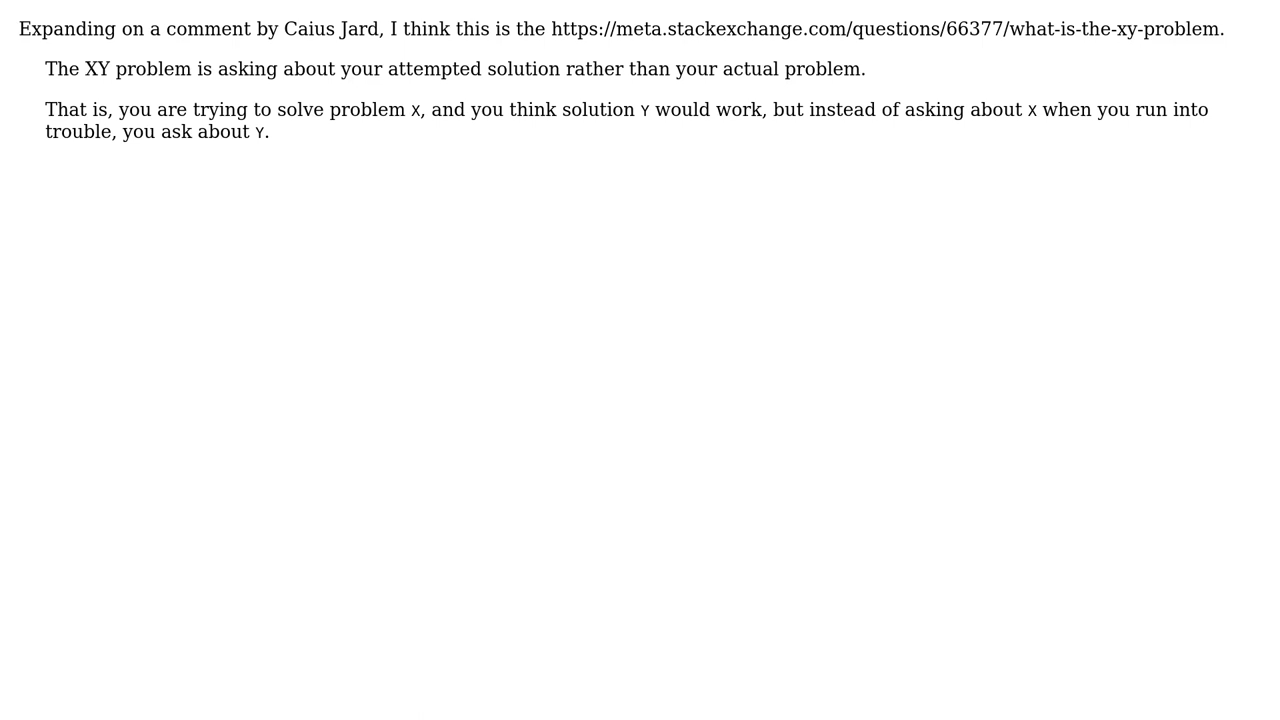 Expanding on a comment by Caius Jard, I think this is the https://meta.stackexchange.com/questions/66377/what-is-the-xy-problem.
The XY problem is asking about your attempted solution rather than your actual problem.
That is, you are trying to solve problem X, and you think solution Y would work, but instead of asking about X when you run into
trouble, you ask about Y.